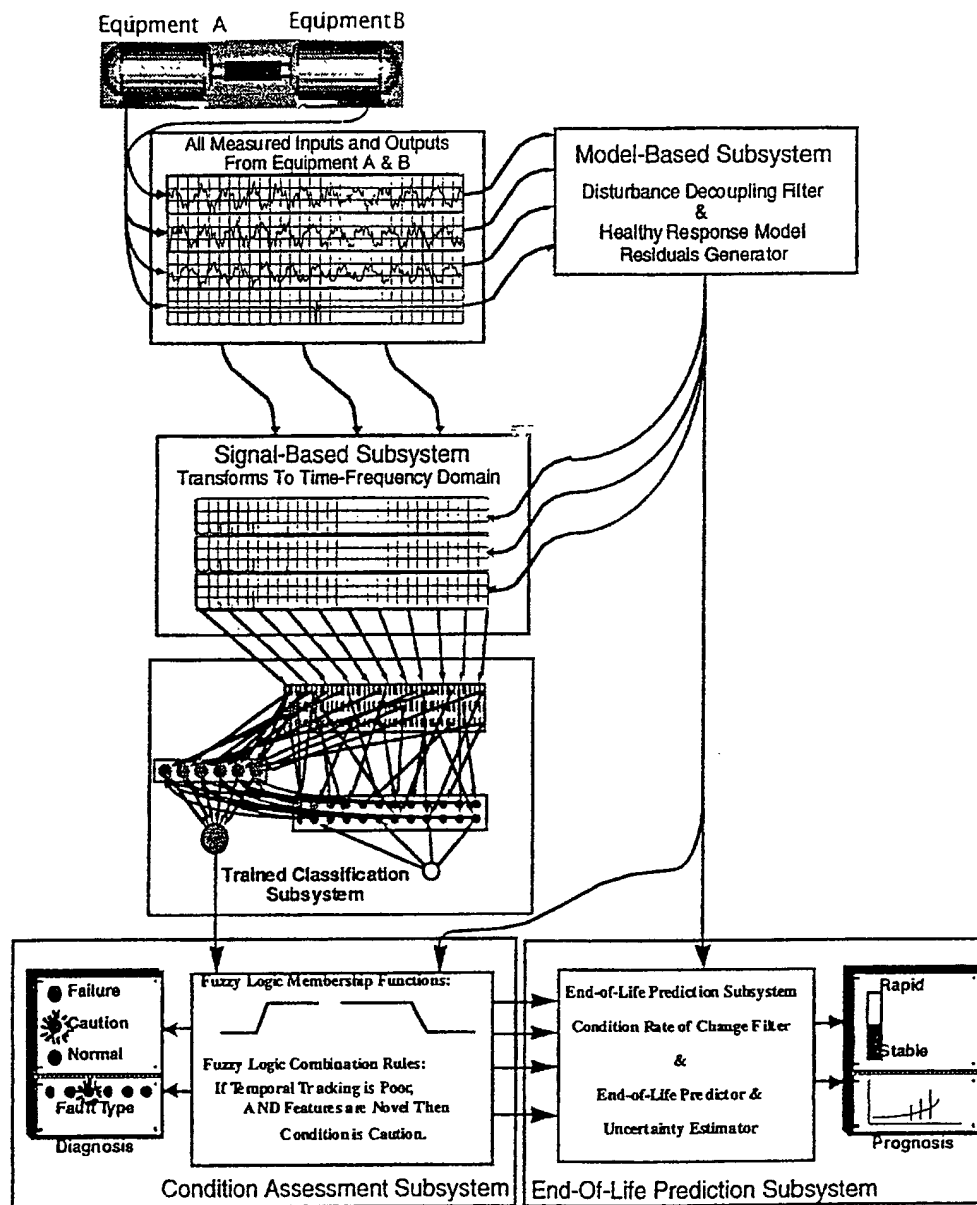 Equipment A
Equipment B
All Measured Inputs and Outputs
From Equipment A & B
Model-Based Subsystem
Disturbance Decoupling Filter
&
Healthy Response Model
Residuals Generator
Signal-Based Subsystem
Transforms To Time-Frequency Domain
Trained Classification
Subsystem
Failure
Caution
Normal
Fault Type
Diagnosis
Fuzzy Logic Membership Functions:
Fuzzy Logic Combination Rules:
If Temporal Tracking is Poor,
AND Features are Novel Then
Condition is Caution.
Condition Assessment Subsystem
End-of-Life Prediction Subsystem
Condition Rate of Change Filter
&
End-of-Life Predictor &
Uncertainty Estimator
Rapid
Stable
Prognosis
End-Of-Life Prediction Subsystem